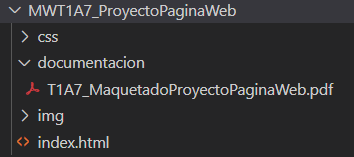 MWT1A7_ProyectoPaginaWeb
css
documentacion
T1A7_MaquetadoProyectoPaginaWeb.pdf
img
index.html